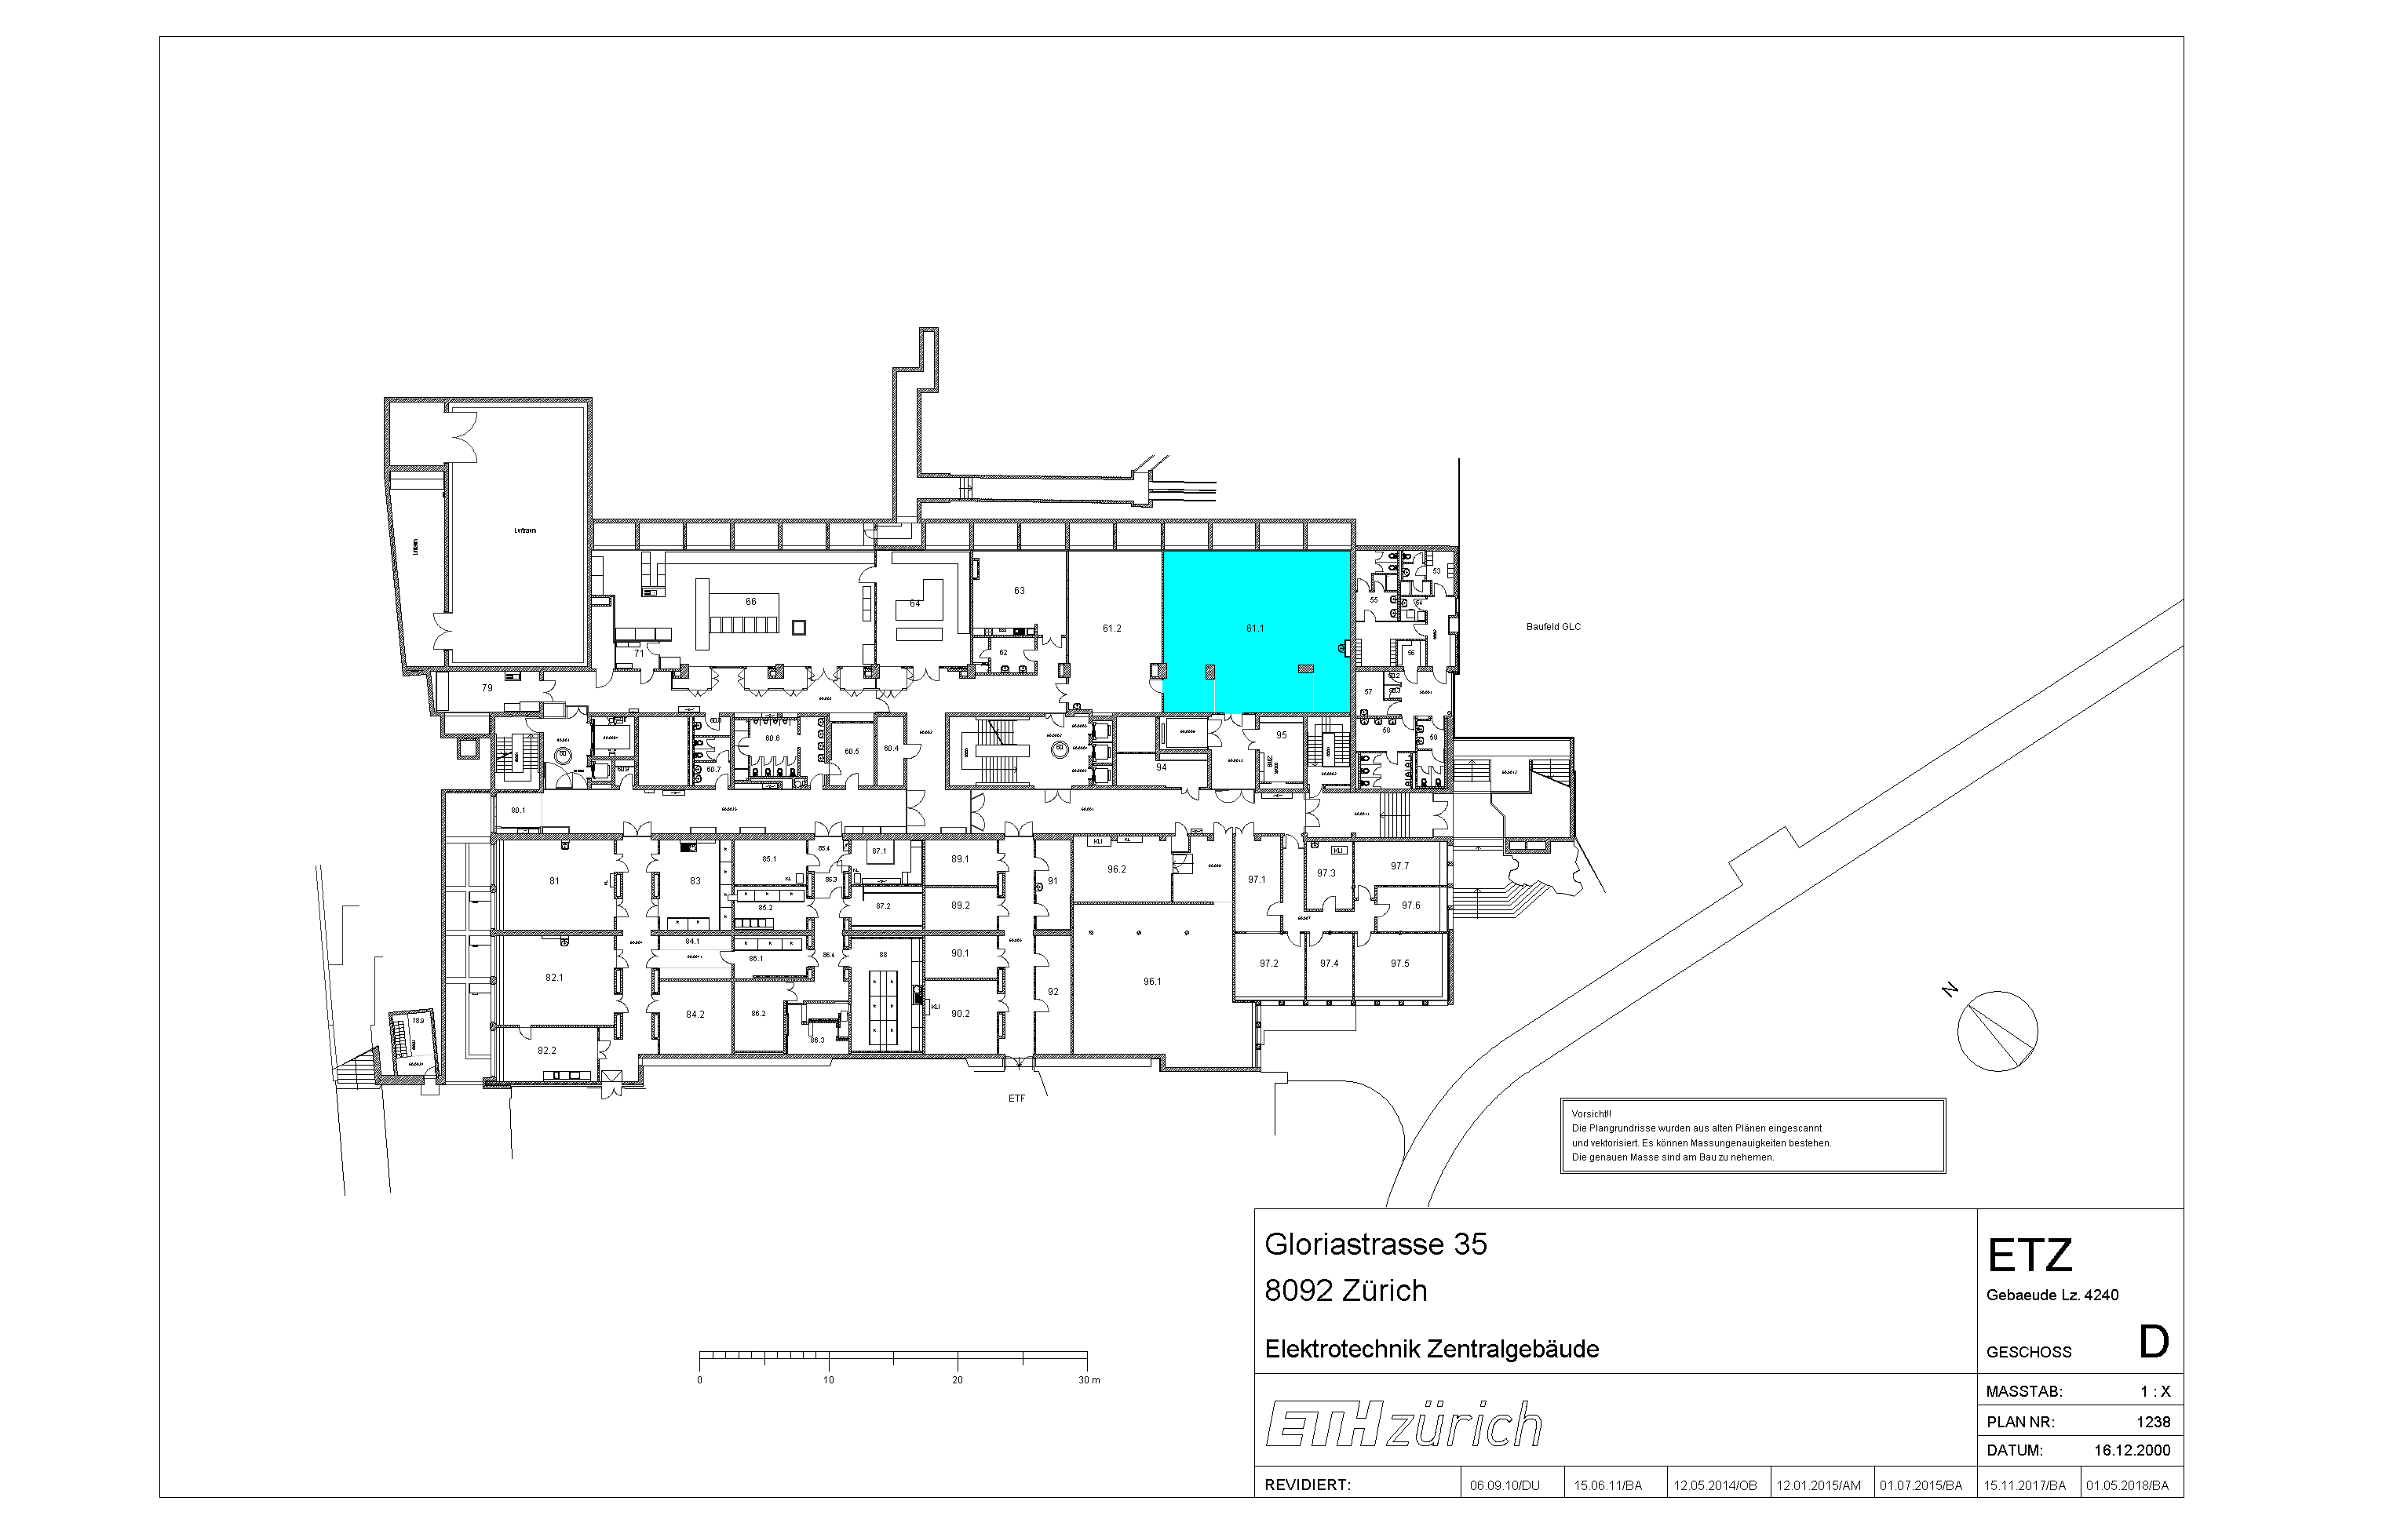 Luftraum
53
55
54
66
63
64
61.2
61.1
Baufeld GLC
62
71
56
79
57
60.8
60.6
60.5
60.4
95
58
59
60.7
60.9
94
80.1
85.4
87.1
85.1
89.1
KLI
KL
KLI
97.7
96.2
81
83
85.3
91
97.1
97.3
85.2
87.2
89.2
97.6
84.1
86.1
86.4
88
90.1
97.2
97.4
97.5
82.1
96.1
92
N
84.2
86.2
KLI
90.2
78.9
86.3
82.2
ETF
Vorsicht!!
Die Plangrundrisse wurden aus alten Plänen eingescannt
und vektorisiert. Es können Massungenauigkeiten bestehen.
Die genauen Masse sind am Bau zu nehemen.
Gloriastrasse 35
8092 Zürich
Elektrotechnik Zentralgebäude
ETZ
Gebaeude Lz. 4240
GESCHOSS D
0 10 20 30 m
ETH zürich
MASSTAB: 1 : X
PLAN NR: 1238
DATUM: 16.12.2000
REVIDIERT: 06.09.10/DU 15.06.11/BA 12.05.2014/OB 12.01.2015/AM 01.07.2015/BA 15.11.2017/BA 01.05.2018/BA